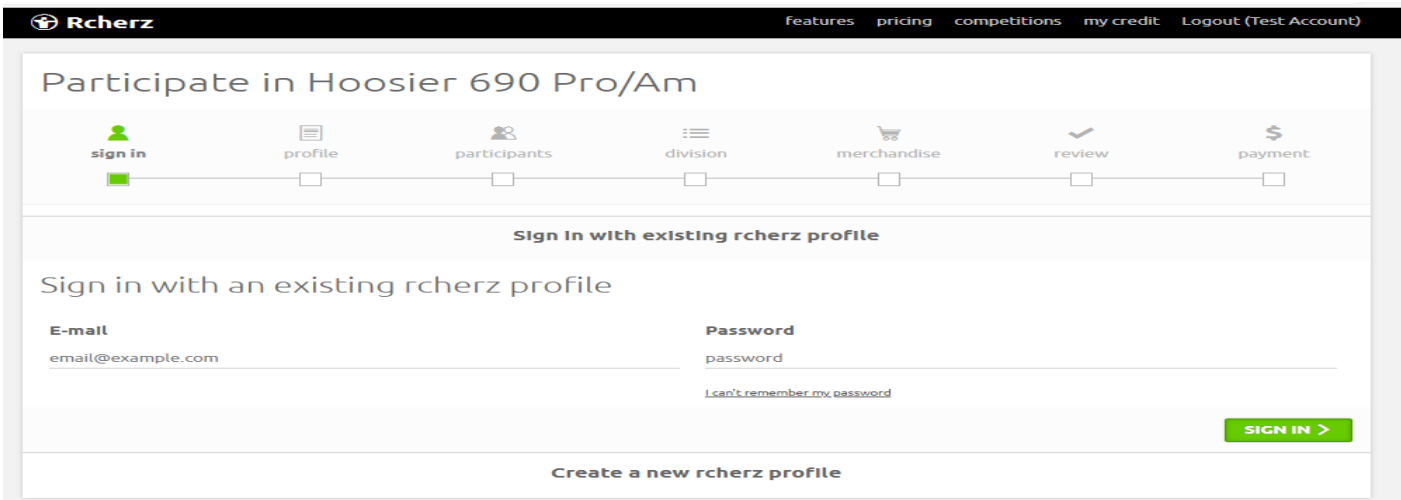 Rcherz features pricing competitions my credit Logout (Test Account)
Participate in Hoosier 690 Pro/Am
sign in profile participants division merchandise review payment
Sign in with existing rcherz profile
Sign in with an existing rcherz profile
E-mail Password
email@example.com password
I can't remember my password
SIGN IN >
Create a new rcherz profile